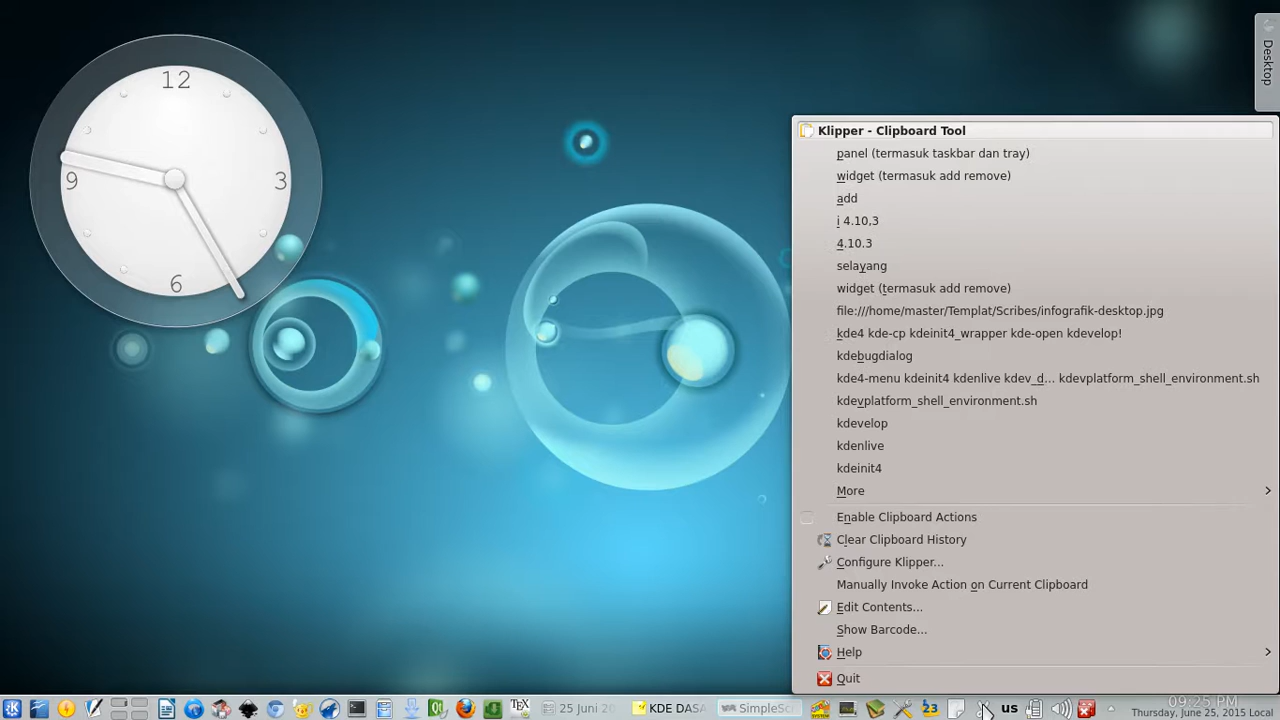 12
3
6
9
Desktop
Klipper - Clipboard Tool
panel (termasuk taskbar dan tray)
widget (termasuk add remove)
add
i 4.10,3
4.10.3
selayang
widget (termasuk add remove)
file:///home/master/Templat/Scribes/infografik-desktop.jpg
kde4 kde-cp kdeinit4_wrapper kde-open kdevelop!
kdebugdialog
kde4-menu kdeinit4 kdenlive kdev_d... kdevplatform_shell_environment.sh
kdevplatform_shell_environment.sh
kdevelop
kdenlive
kdeinit4
More
Enable Clipboard Actions
Clear Clipboard History
Configure Klipper...
Manually Invoke Action on Current Clipboard
Edit Contents...
Show Barcode...
Help
Quit
TEX
25 Juni 20
KDE DASA
SimpleScr
23
us
09:25 PM
Thursday, June 25, 2015 Local